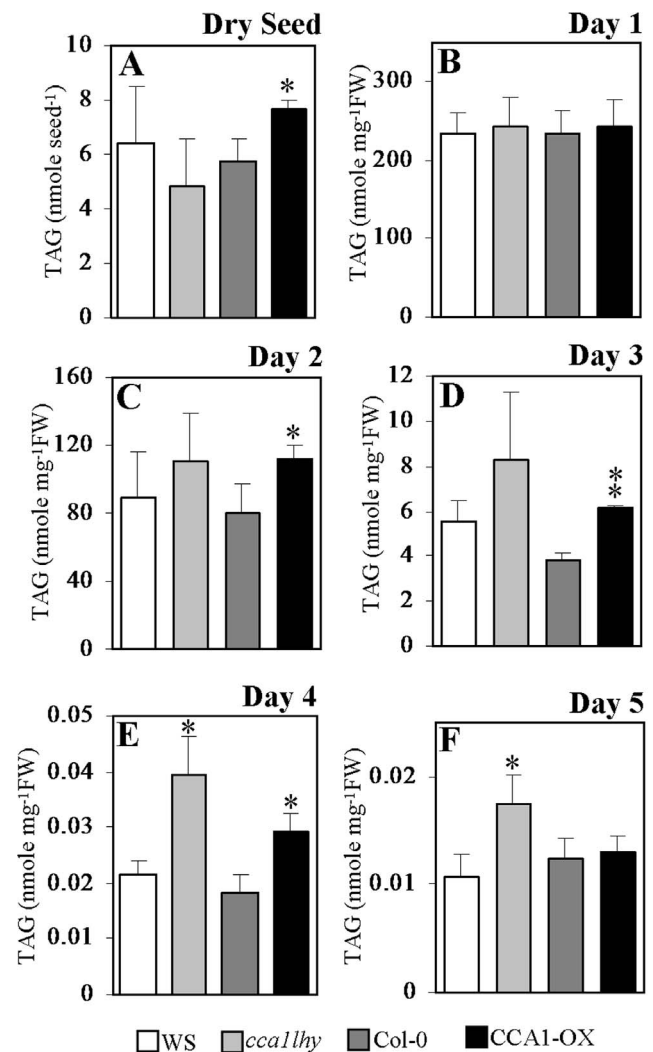 Dry Seed
A
TAG (nmole seed-1)
10
8
6
4
2
0
*
Day 1
B
TAG (nmole mg-1FW)
300
200
100
0
Day 2
C
TAG (nmole mg-1FW)
160
120
80
40
0
*
Day 3
D
TAG (nmole mg-1FW)
12
10
8
6
4
2
0
*
*
Day 4
E
TAG (nmole mg-1FW)
0.05
0.04
0.03
0.02
0.01
0
*
*
Day 5
F
TAG (nmole mg-1FW)
0.02
0.01
0
*
WS cca1lhy Col-0 CCA1-OX